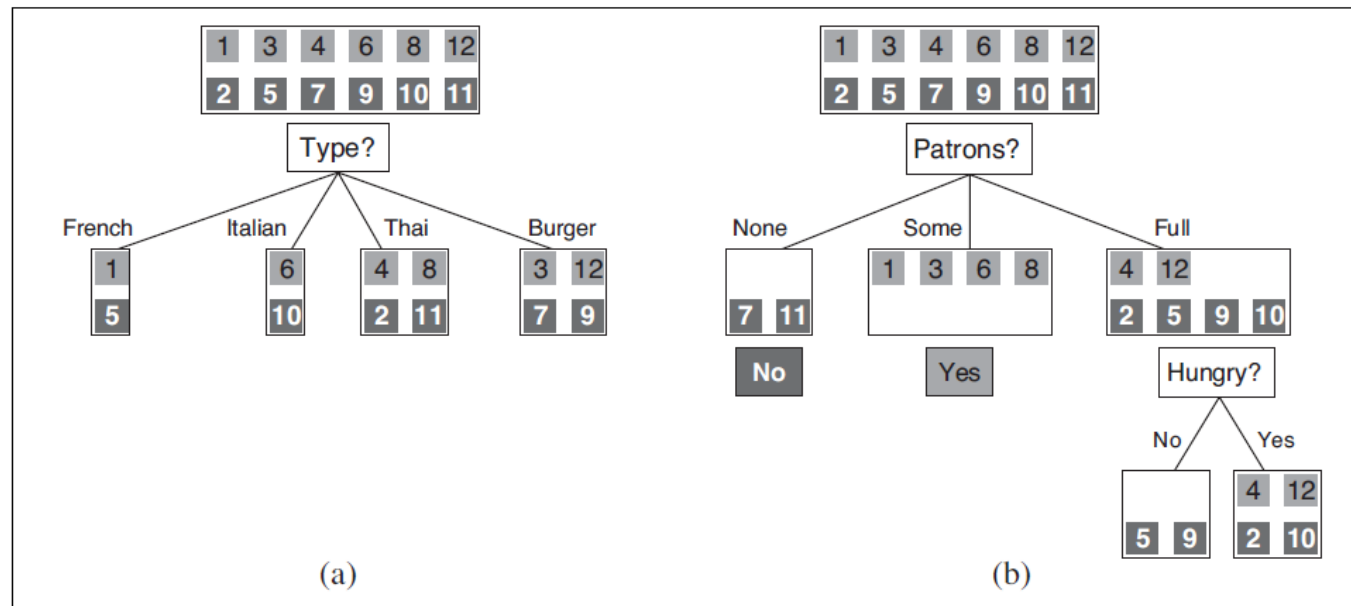 1 3 4 6 8 12
2 5 7 9 10 11
Type?
French Italian Thai Burger
1 6 4 8 3 12
5 10 2 11 7 9
(a)
1 3 4 6 8 12
2 5 7 9 10 11
Patrons?
None Some Full
1 3 6 8 4 12
7 11 2 5 9 10
No Yes Hungry?
No Yes
4 12
5 9 2 10
(b)